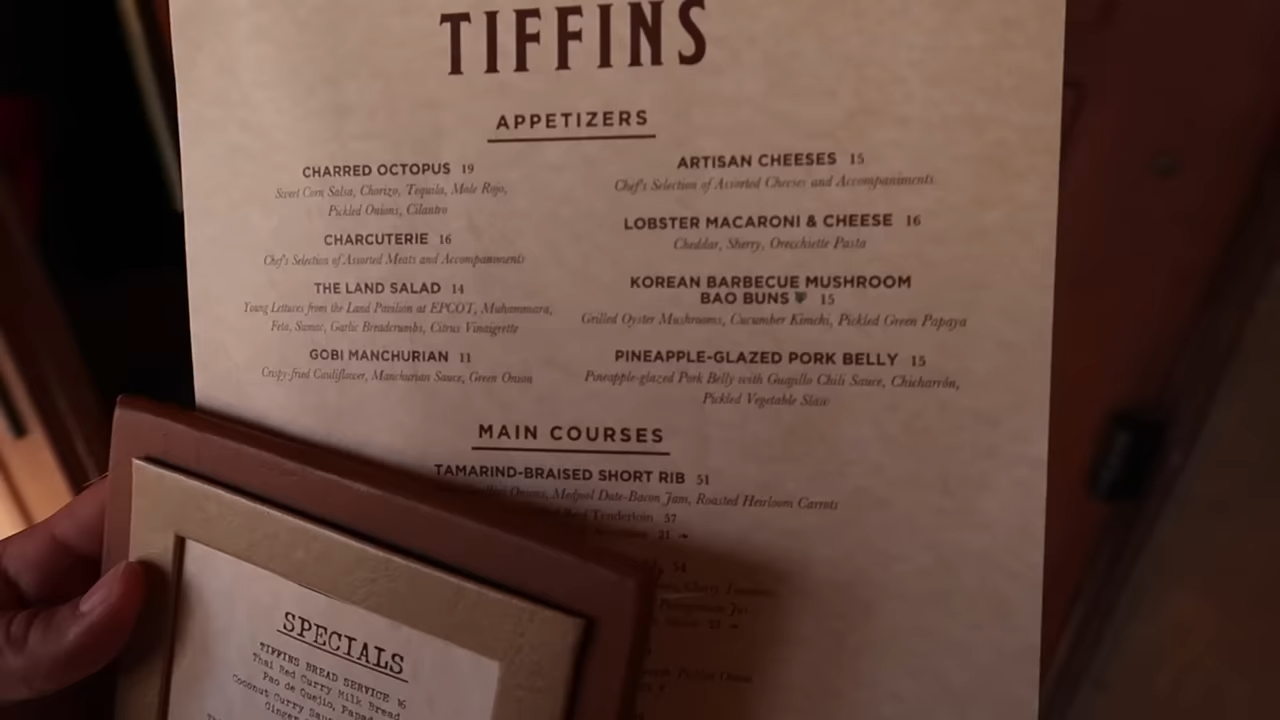 TIFFINS
APPETIZERS
CHARRED OCTOPUS 19
Sweet Corn Salsa, Chorizo, Tequila, Mole Rojo,
Pickled Onions, Cilantro
CHARCUTERIE 16
Chef's Selection of Assorted Meats and Accompaniments
THE LAND SALAD 14
Young Lettuces from the Land Pavilion at EPCOT, Muhammara,
Feta, Sumac, Garlic Breadcrumbs, Citrus Vinaigrette
GOBI MANCHURIAN 11
Crispy-fried Cauliflower, Manchurian Sauce, Green Onion
ARTISAN CHEESES 15
Chef's Selection of Assorted Cheeses and Accompaniments
LOBSTER MACARONI & CHEESE 16
Cheddar, Sherry, Orecchiette Pasta
KOREAN BARBECUE MUSHROOM
BAO BUNS 15
Grilled Oyster Mushrooms, Cucumber Kimchi, Pickled Green Papaya
PINEAPPLE-GLAZED PORK BELLY 15
Pineapple-glazed Pork Belly with Guajillo Chili Sauce, Chicharrón,
Pickled Vegetable Slaw
MAIN COURSES
TAMARIND-BRAISED SHORT RIB 51
Onions, Medjool Date-Bacon Jam, Roasted Heirloom Carrots
Tenderloin 57
21
54
SPECIALS
TIFFINS BREAD SERVICE 16
Thai Red Curry Milk Bread
Pao de Queijo,
Coconut Curry
Ginger